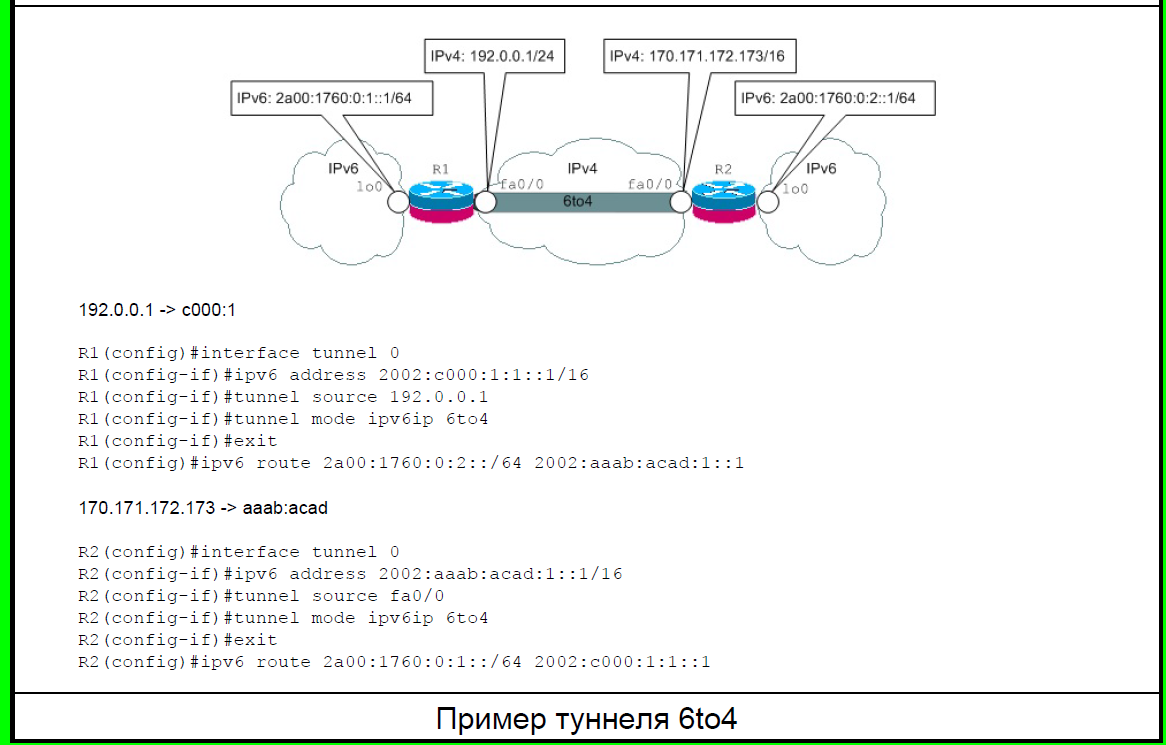 IPv4: 192.0.0.1/24
IPv4: 170.171.172.173/16
IPv6: 2a00:1760:0:1::1/64
IPv6: 2a00:1760:0:2::1/64
IPv6
R1
IPv4
R2
IPv6
lo0
fa0/0
fa0/0
lo0
6to4
192.0.0.1 -> c000:1
R1(config)#interface tunnel 0
R1(config-if)#ipv6 address 2002:c000:1:1::1/16
R1(config-if)#tunnel source 192.0.0.1
R1(config-if)#tunnel mode ipv6ip 6to4
R1(config-if)#exit
R1(config)#ipv6 route 2a00:1760:0:2::/64 2002:aaab:acad:1::1
170.171.172.173 -> aaab:acad
R2(config)#interface tunnel 0
R2(config-if)#ipv6 address 2002:aaab:acad:1::1/16
R2(config-if)#tunnel source fa0/0
R2(config-if)#tunnel mode ipv6ip 6to4
R2(config-if)#exit
R2(config)#ipv6 route 2a00:1760:0:1::/64 2002:c000:1:1::1
Пример туннеля 6to4